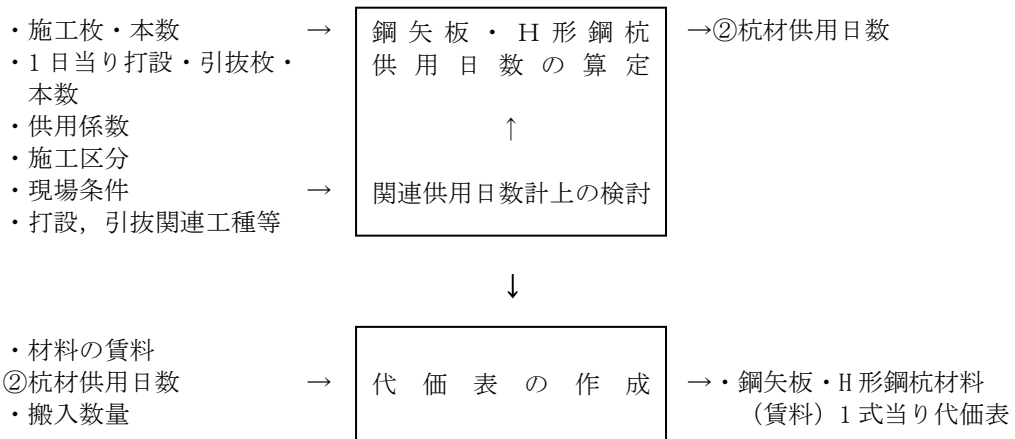 ・施工枚・本数 → 鋼矢板・H形鋼杭 →②杭材供用日数
・1日当り打設・引抜枚・ 供用日数の算定
本数
・供用係数 ↑
・施工区分
・現場条件 → 関連供用日数計上の検討
・打設，引抜関連工種等
↓
・材料の賃料
②杭材供用日数 → 代価表の作成 →・鋼矢板・H形鋼杭材料
・搬入数量 （賃料）1式当り代価表